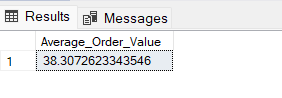 Results Messages
Average_Order_Value
1 38.3072623343546